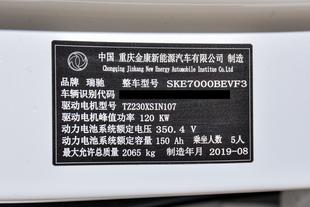 中国 重庆金康新能源汽车有限公司 制造
Chongqing Jinkang New Energy Automobile Institue Co Ltd
品牌 瑞驰 整车型号 SKE7000BEVF3
车辆识别代码
驱动电机型号 TZ230XSIN107
驱动电机峰值功率 120 KW
动力电池系统额定电压 350.4 V
动力电池系统额定容量 150 Ah 乘坐人数 5人
最大允许总质量 2065 kg 制造年月 2019-08